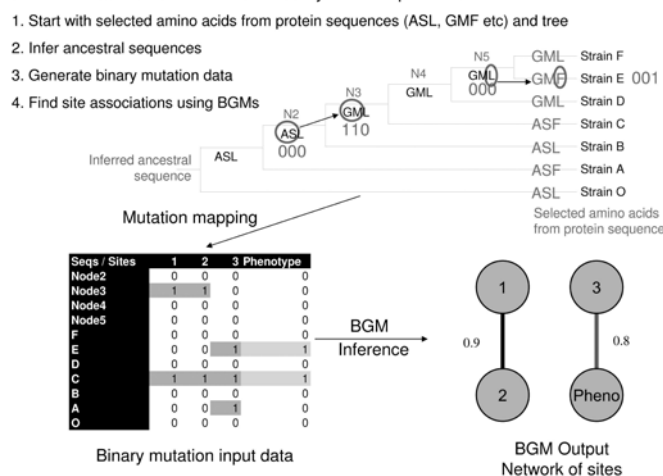 1. Start with selected amino acids from protein sequences (ASL, GMF etc) and tree
2. Infer ancestral sequences
3. Generate binary mutation data
4. Find site associations using BGMs
N5
GML
Strain F
GML
000
GMF
Strain E
001
N4
GML
GML
Strain D
N3
GML
110
ASF
Strain C
N2
ASL
000
ASL
Strain B
Inferred ancestral
sequence
ASL
ASF
Strain A
ASL
Strain O
Selected amino acids
from protein sequence
Mutation mapping
Seqs / Sites 1 2 3 Phenotype
Node2 0 0 0 0
Node3 1 1 0 0
Node4 0 0 0 0
Node5 0 0 0 0
F 0 0 0 0
E 0 0 1 1
D 0 0 0 0
C 1 1 1 1
B 0 0 0 0
A 0 0 1 0
O 0 0 0 0
Binary mutation input data
BGM
Inference
1
3
0.9
0.8
2
Pheno
BGM Output
Network of sites